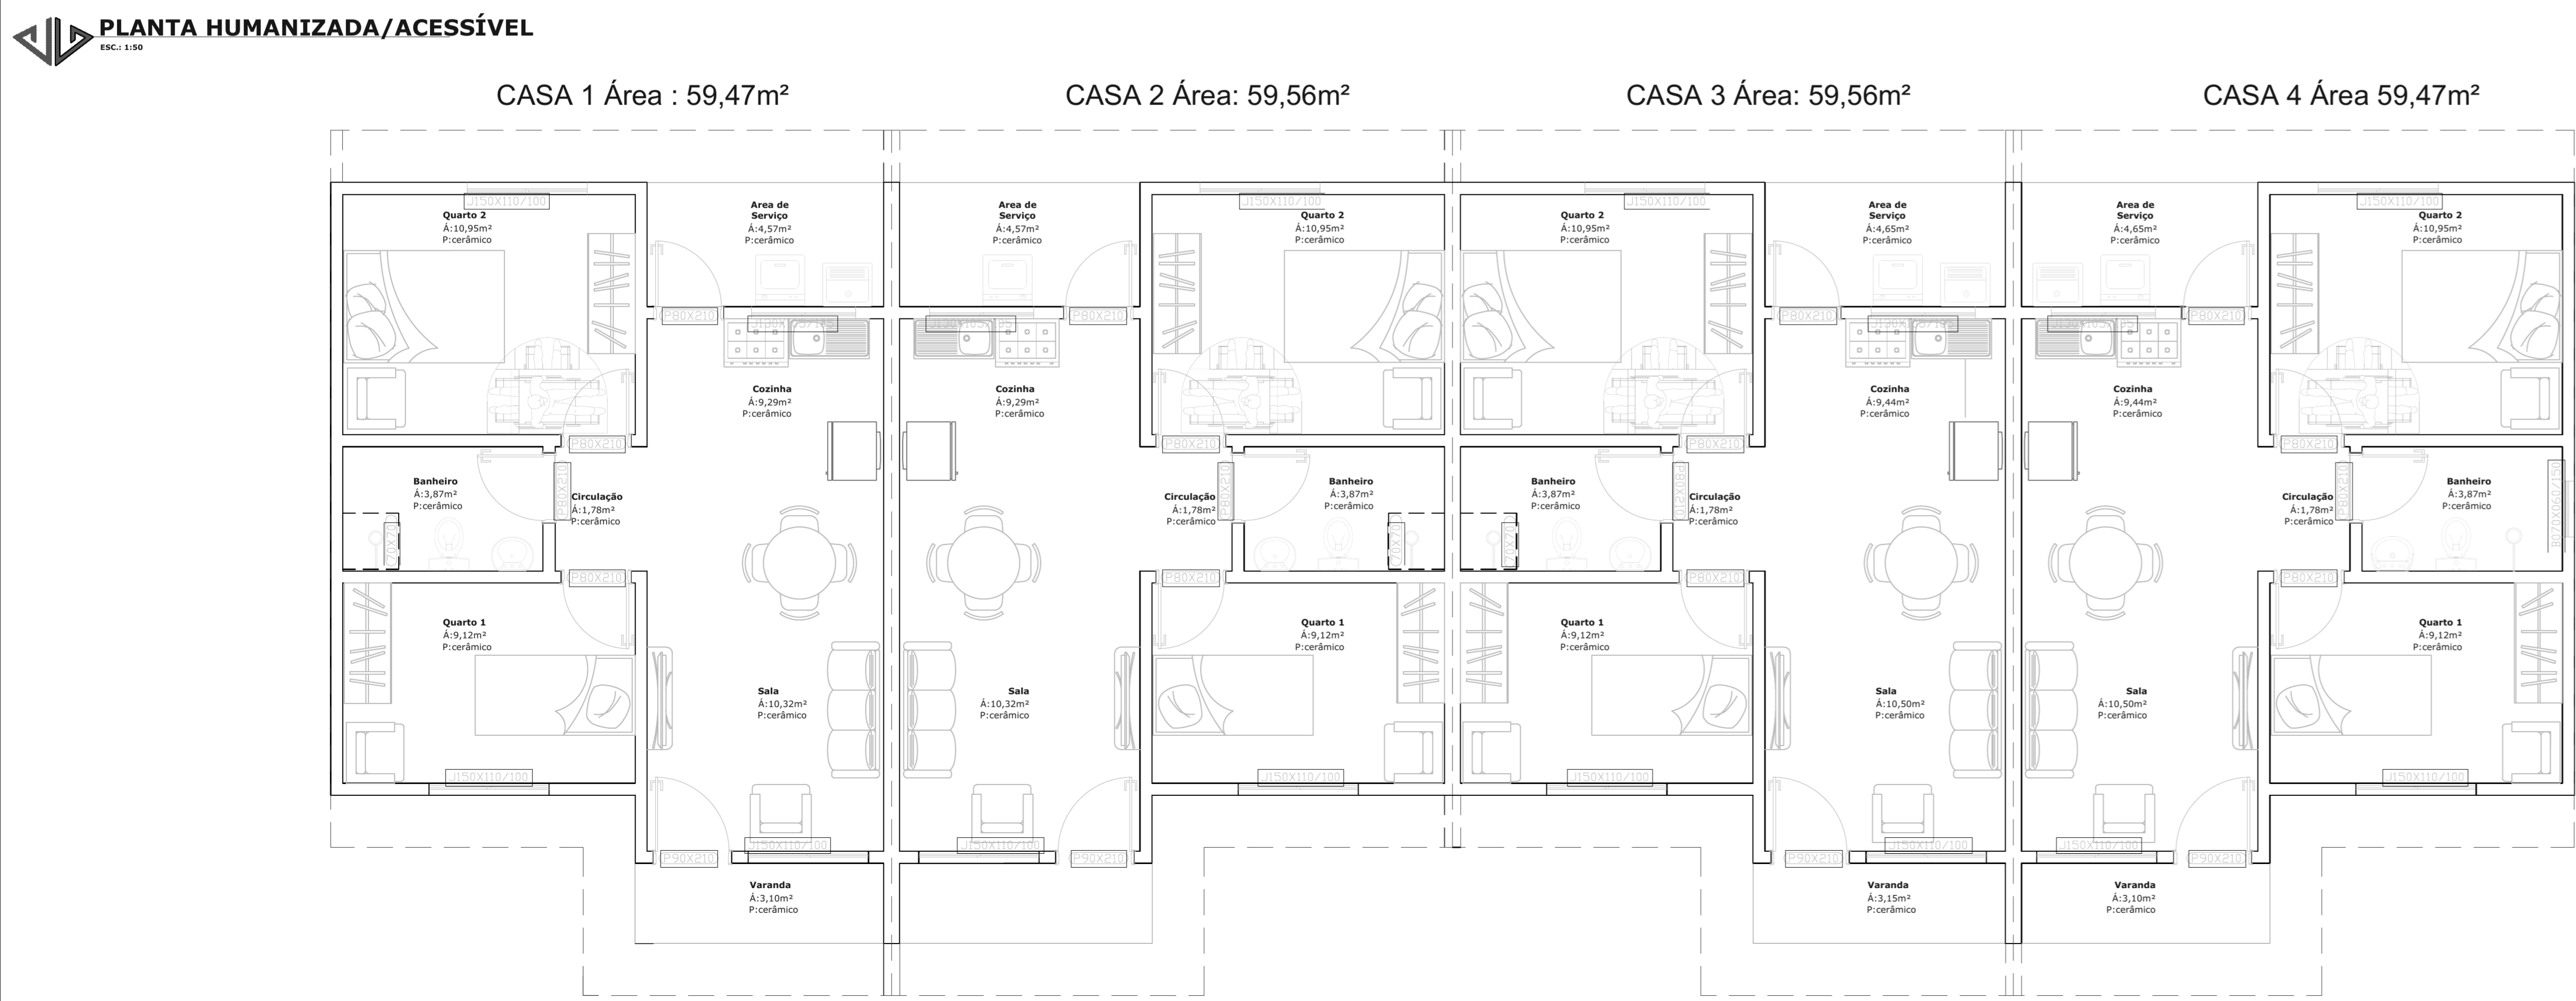 PLANTA HUMANIZADA/ACESSÍVEL
ESC.: 1:50
CASA 1 Área : 59,47m²
CASA 2 Área: 59,56m²
CASA 3 Área: 59,56m²
CASA 4 Área 59,47m²
J150X110/100
Quarto 2
Á:10,95m²
P:cerâmico
Area de
Serviço
Á:4,57m²
P:cerâmico
P80X210
Cozinha
Á:9,29m²
P:cerâmico
P80X210
Banheiro
Á:3,87m²
P:cerâmico
P80X210
Circulação
Á:1,78m²
P:cerâmico
C70X70
P80X210
Quarto 1
Á:9,12m²
P:cerâmico
Sala
Á:10,32m²
P:cerâmico
J150X110/100
J150X110/100
P90X210
Varanda
Á:3,10m²
P:cerâmico
Area de
Serviço
Á:4,57m²
P:cerâmico
J150X110/100
Quarto 2
Á:10,95m²
P:cerâmico
P80X210
Cozinha
Á:9,29m²
P:cerâmico
P80X210
Circulação
Á:1,78m²
P:cerâmico
P80X210
Banheiro
Á:3,87m²
P:cerâmico
C70X70
P80X210
Quarto 1
Á:9,12m²
P:cerâmico
Sala
Á:10,32m²
P:cerâmico
J150X110/100
J150X110/100
P90X210
J150X110/100
Quarto 2
Á:10,95m²
P:cerâmico
Area de
Serviço
Á:4,65m²
P:cerâmico
P80X210
Cozinha
Á:9,44m²
P:cerâmico
P80X210
Banheiro
Á:3,87m²
P:cerâmico
P80X210
Circulação
Á:1,78m²
P:cerâmico
C70X70
P80X210
Quarto 1
Á:9,12m²
P:cerâmico
Sala
Á:10,50m²
P:cerâmico
J150X110/100
J150X110/100
P90X210
Varanda
Á:3,15m²
P:cerâmico
Area de
Serviço
Á:4,65m²
P:cerâmico
J150X110/100
Quarto 2
Á:10,95m²
P:cerâmico
P80X210
Cozinha
Á:9,44m²
P:cerâmico
P80X210
Circulação
Á:1,78m²
P:cerâmico
P80X210
Banheiro
Á:3,87m²
P:cerâmico
B070X060/150
P80X210
Quarto 1
Á:9,12m²
P:cerâmico
Sala
Á:10,50m²
P:cerâmico
J150X110/100
J150X110/100
P90X210
Varanda
Á:3,10m²
P:cerâmico